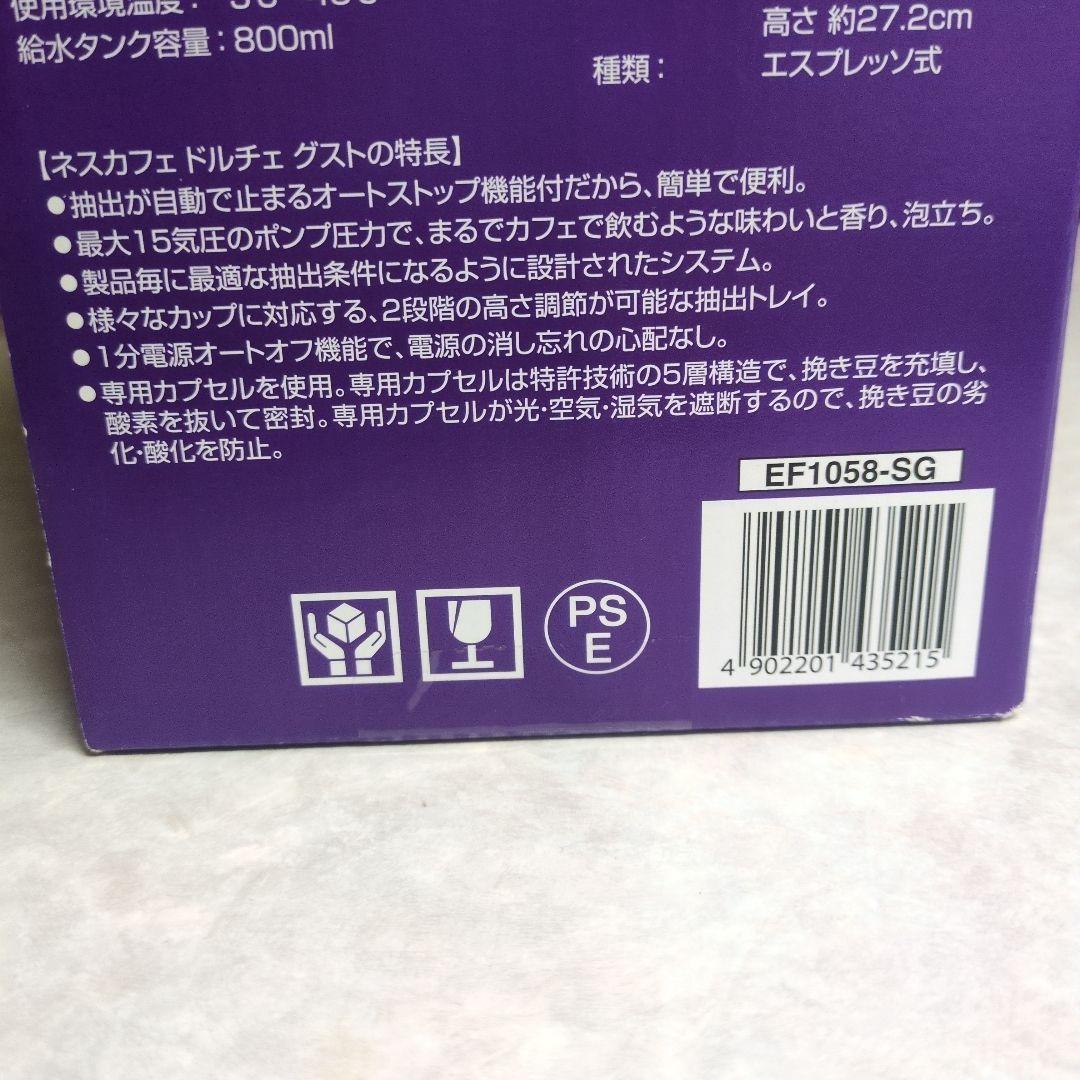 使用環境温度:
給水タンク容量:800ml
高さ 約27.2cm
種類: エスプレッソ式
【ネスカフェ ドルチェ グストの特長】
●抽出が自動で止まるオートストップ機能付だから、簡単で便利。
●最大15気圧のポンプ圧力で、まるでカフェで飲むような味わいと香り、泡立ち。
●製品毎に最適な抽出条件になるように設計されたシステム。
●様々なカップに対応する、2段階の高さ調節が可能な抽出トレイ。
●1分電源オートオフ機能で、電源の消し忘れの心配なし。
●専用カプセルを使用。専用カプセルは特許技術の5層構造で、挽き豆を充填し、
酸素を抜いて密封。専用カプセルが光・空気・湿気を遮断するので、挽き豆の劣
化・酸化を防止。
EF1058-SG
PS
E
4 902201 435215